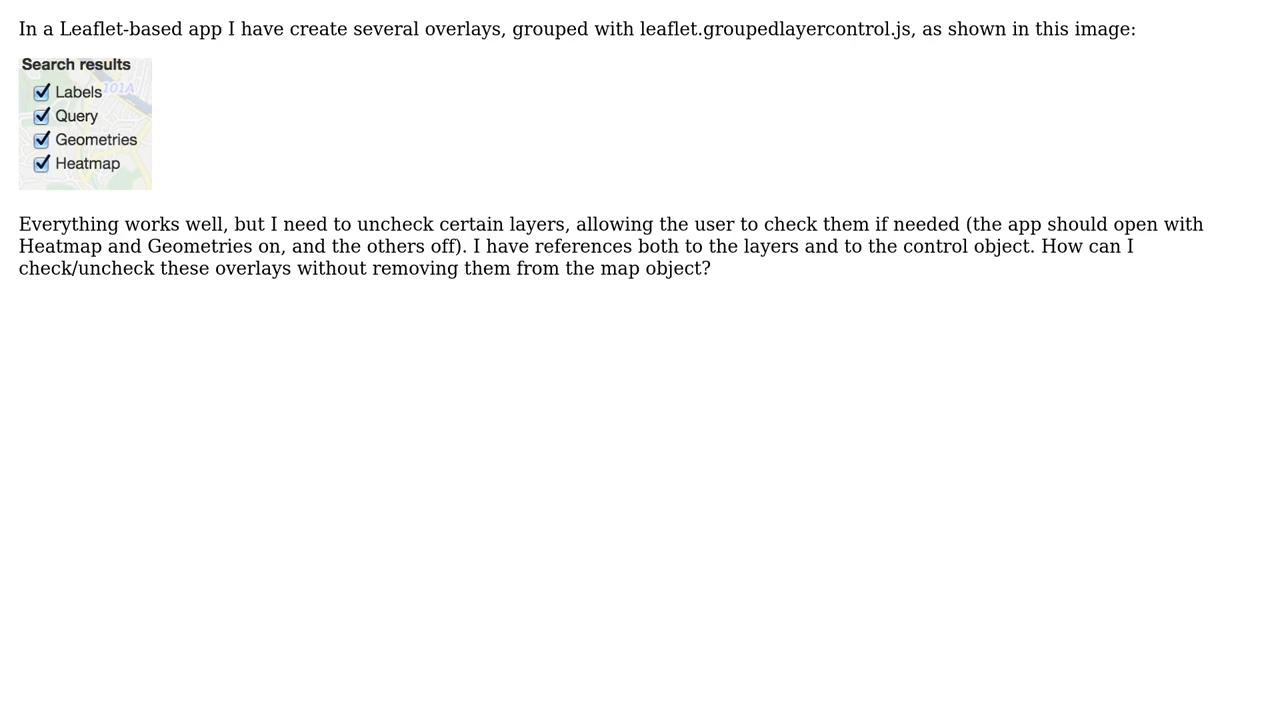 In a Leaflet-based app I have create several overlays, grouped with leaflet.groupedlayercontrol.js, as shown in this image:
Search results
101A
Labels
Query
Geometries
Heatmap
Everything works well, but I need to uncheck certain layers, allowing the user to check them if needed (the app should open with
Heatmap and Geometries on, and the others off). I have references both to the layers and to the control object. How can I
check/uncheck these overlays without removing them from the map object?